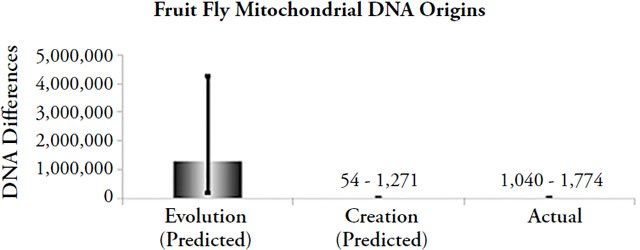 Fruit Fly Mitochondrial DNA Origins
DNA Differences
5,000,000
4,000,000
3,000,000
2,000,000
1,000,000
0
54 - 1,271
1,040 - 1,774
Evolution
(Predicted)
Creation
(Predicted)
Actual